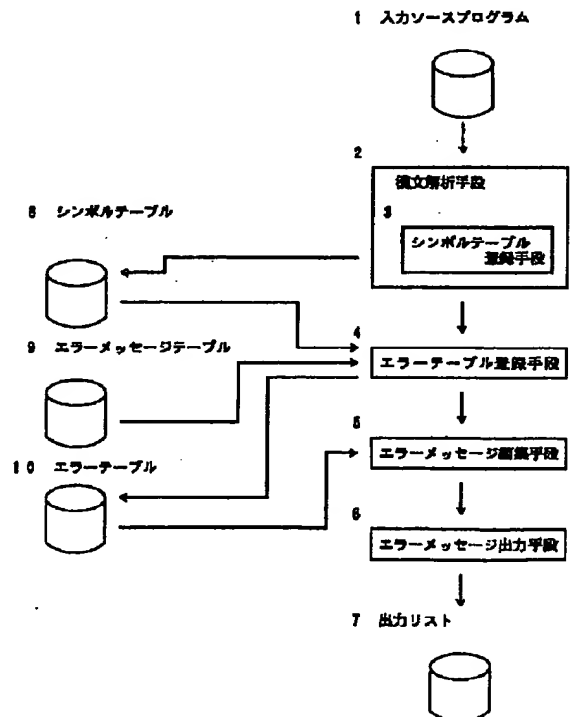 1 入力ソースプログラム
2
構文解析手段
3
シンボルテーブル
登録手段
8 シンボルテーブル
4
エラーテーブル登録手段
9 エラーメッセージテーブル
5
エラーメッセージ編集手段
10 エラーテーブル
6
エラーメッセージ出力手段
7 出力リスト